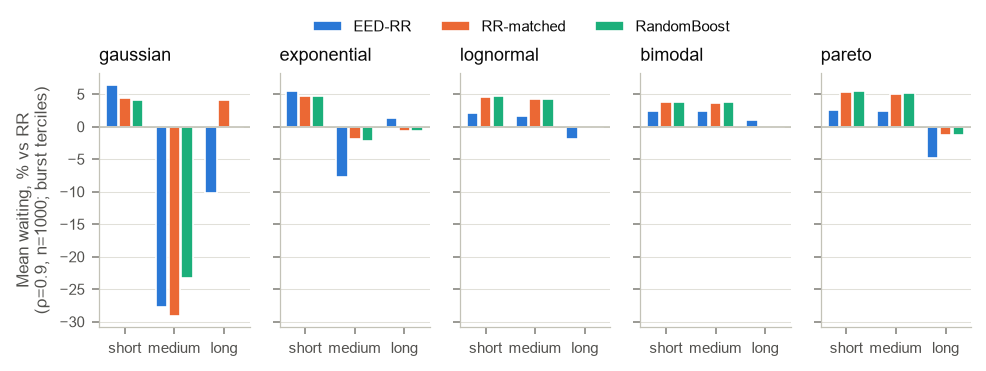 EED-RR RR-matched RandomBoost
gaussian exponential lognormal bimodal pareto
Mean waiting, % vs RR
(ρ=0.9, n=1000; burst terciles)
5
0
−5
−10
−15
−20
−25
−30
short medium long short medium long short medium long short medium long short medium long